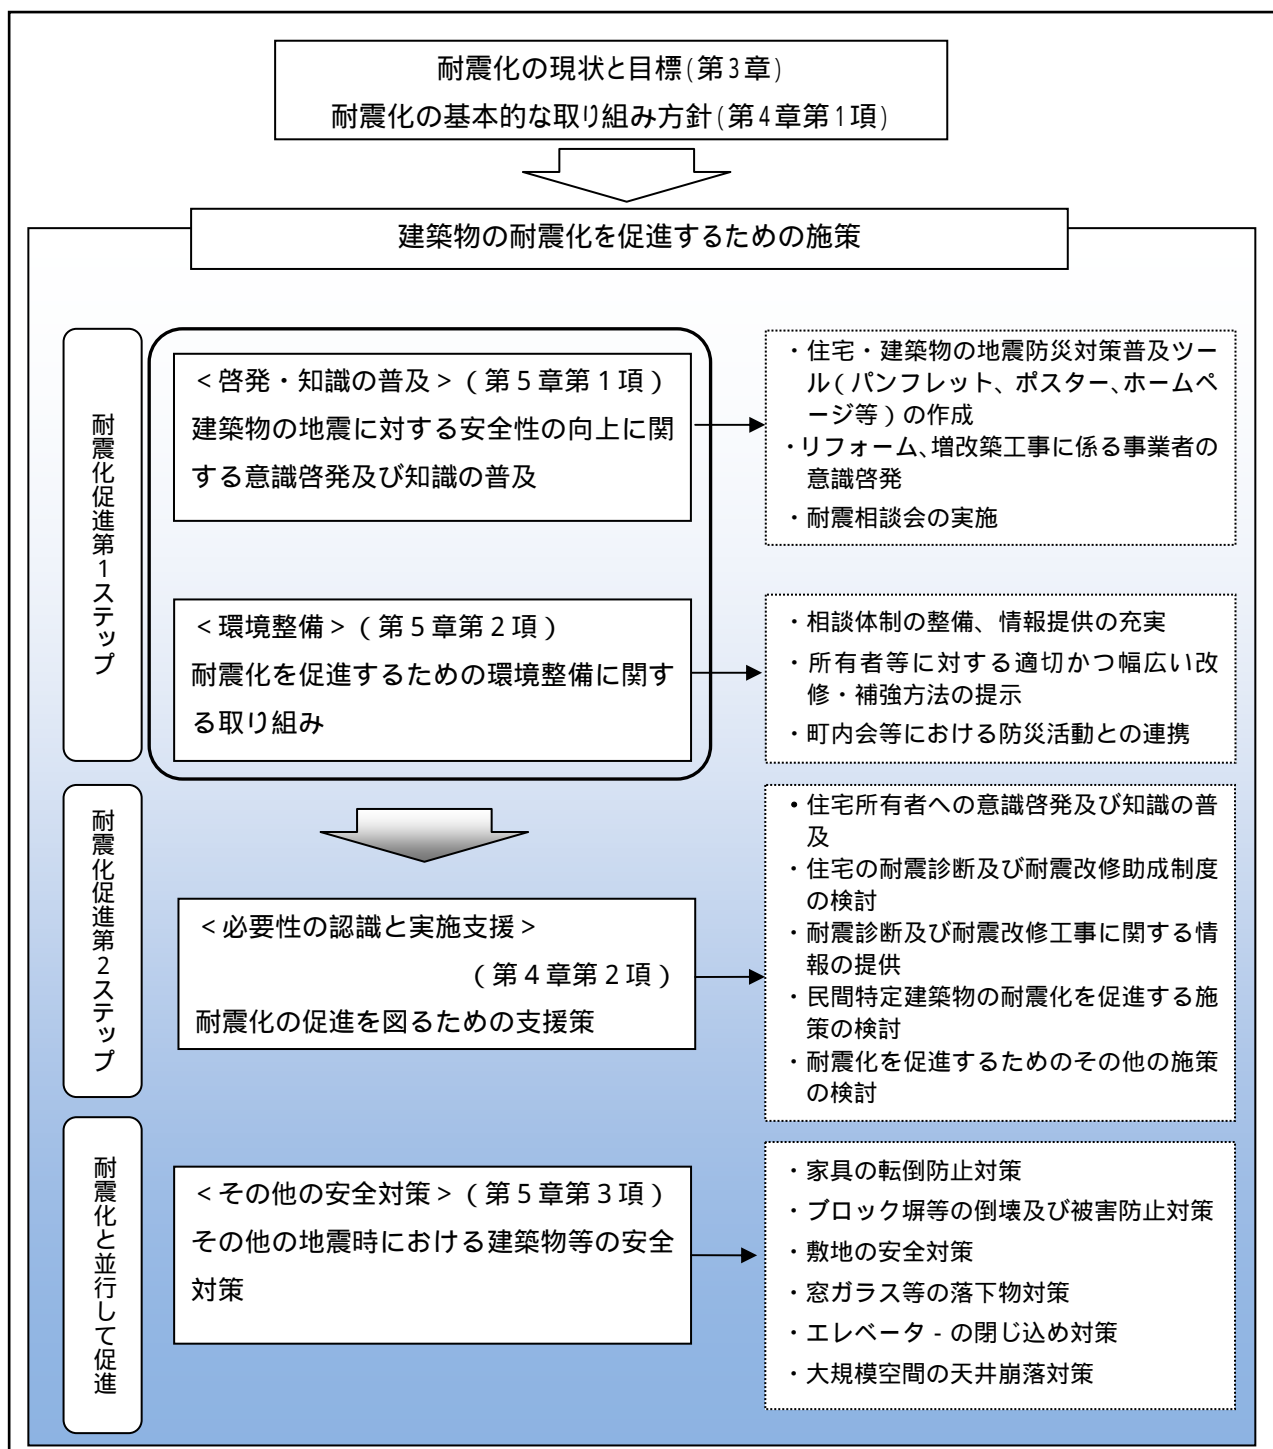 耐震化の現状と目標(第3章)
耐震化の基本的な取り組み方針(第4章第1項)
建築物の耐震化を促進するための施策
耐震化促進第1ステップ
<啓発・知識の普及>(第5章第1項)
建築物の地震に対する安全性の向上に関
する意識啓発及び知識の普及
・住宅・建築物の地震防災対策普及ツー
ル(パンフレット、ポスター、ホームペ
ージ等)の作成
・リフォーム、増改築工事に係る事業者の
意識啓発
・耐震相談会の実施
<環境整備>(第5章第2項)
耐震化を促進するための環境整備に関す
る取り組み
・相談体制の整備、情報提供の充実
・所有者等に対する適切かつ幅広い改
修・補強方法の提示
・町内会等における防災活動との連携
耐震化促進第2ステップ
<必要性の認識と実施支援>
(第4章第2項)
耐震化の促進を図るための支援策
・住宅所有者への意識啓発及び知識の普
及
・住宅の耐震診断及び耐震改修助成制度
の検討
・耐震診断及び耐震改修工事に関する情
報の提供
・民間特定建築物の耐震化を促進する施
策の検討
・耐震化を促進するためのその他の施策
の検討
耐震化と並行して促進
<その他の安全対策>(第5章第3項)
その他の地震時における建築物等の安全
対策
・家具の転倒防止対策
・ブロック塀等の倒壊及び被害防止対策
・敷地の安全対策
・窓ガラス等の落下物対策
・エレベータ-の閉じ込め対策
・大規模空間の天井崩落対策